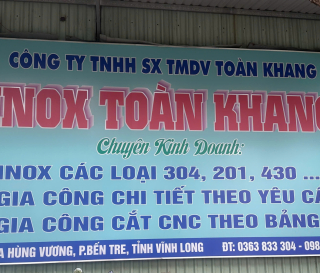 CÔNG TY TNHH SX TMDV TOÀN KHANG
INOX TOÀN KHANG
Chuyên Kinh Doanh:
INOX CÁC LOẠI 304, 201, 430 ...
GIA CÔNG CHI TIẾT THEO YÊU
GIA CÔNG CẮT CNC THEO BẢNG
HÙNG VƯƠNG, P.BẾN TRE, TỈNH VĨNH LONG ĐT: 0363 833 304 - 098